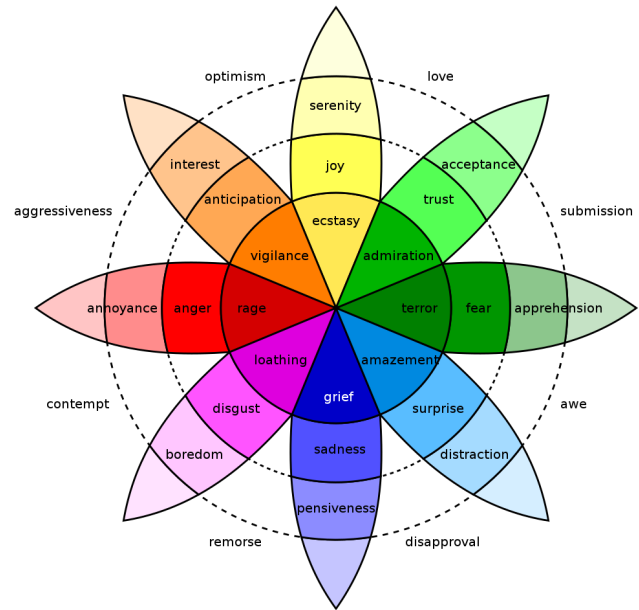 optimism
love
serenity
interest
acceptance
joy
anticipation
trust
aggressiveness
submission
ecstasy
vigilance
admiration
annoyance
anger
rage
terror
fear
apprehension
loathing
amazement
grief
contempt
awe
disgust
surprise
sadness
boredom
distraction
pensiveness
remorse
disapproval